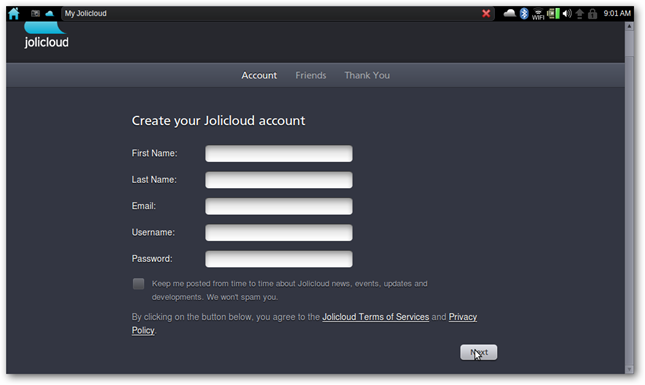 My Jolicloud
WIFI
9:01 AM
jolicloud
Account Friends Thank You
Create your Jolicloud account
First Name:
Last Name:
Email:
Username:
Password:
Keep me posted from time to time about Jolicloud news, events, updates and
developments. We won't spam you.
By clicking on the button below, you agree to the Jolicloud Terms of Services and Privacy
Policy.
Next